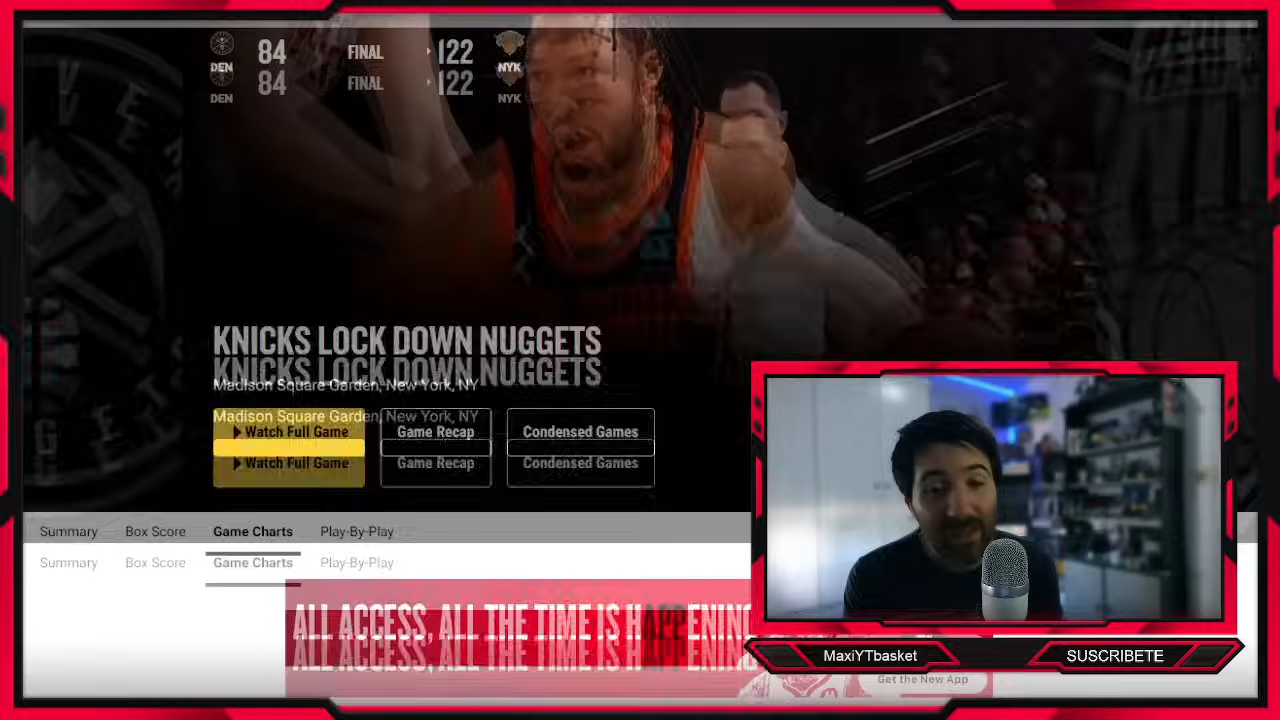 84 FINAL 122
DEN NYK
84 FINAL 122
DEN NYK
KNICKS LOCK DOWN NUGGETS
KNICKS LOCK DOWN NUGGETS
Madison Square Garden, New York, NY
Madison Square Garden, New York, NY
Watch Full Game Game Recap Condensed Games
Watch Full Game Game Recap Condensed Games
Summary Box Score Game Charts Play-By-Play
Summary Box Score Game Charts Play-By-Play
ALL ACCESS, ALL THE TIME IS HAPPENING
ALL ACCESS, ALL THE TIME IS HAPPENING
MaxiYTbasket SUSCRIBETE
Get the New App